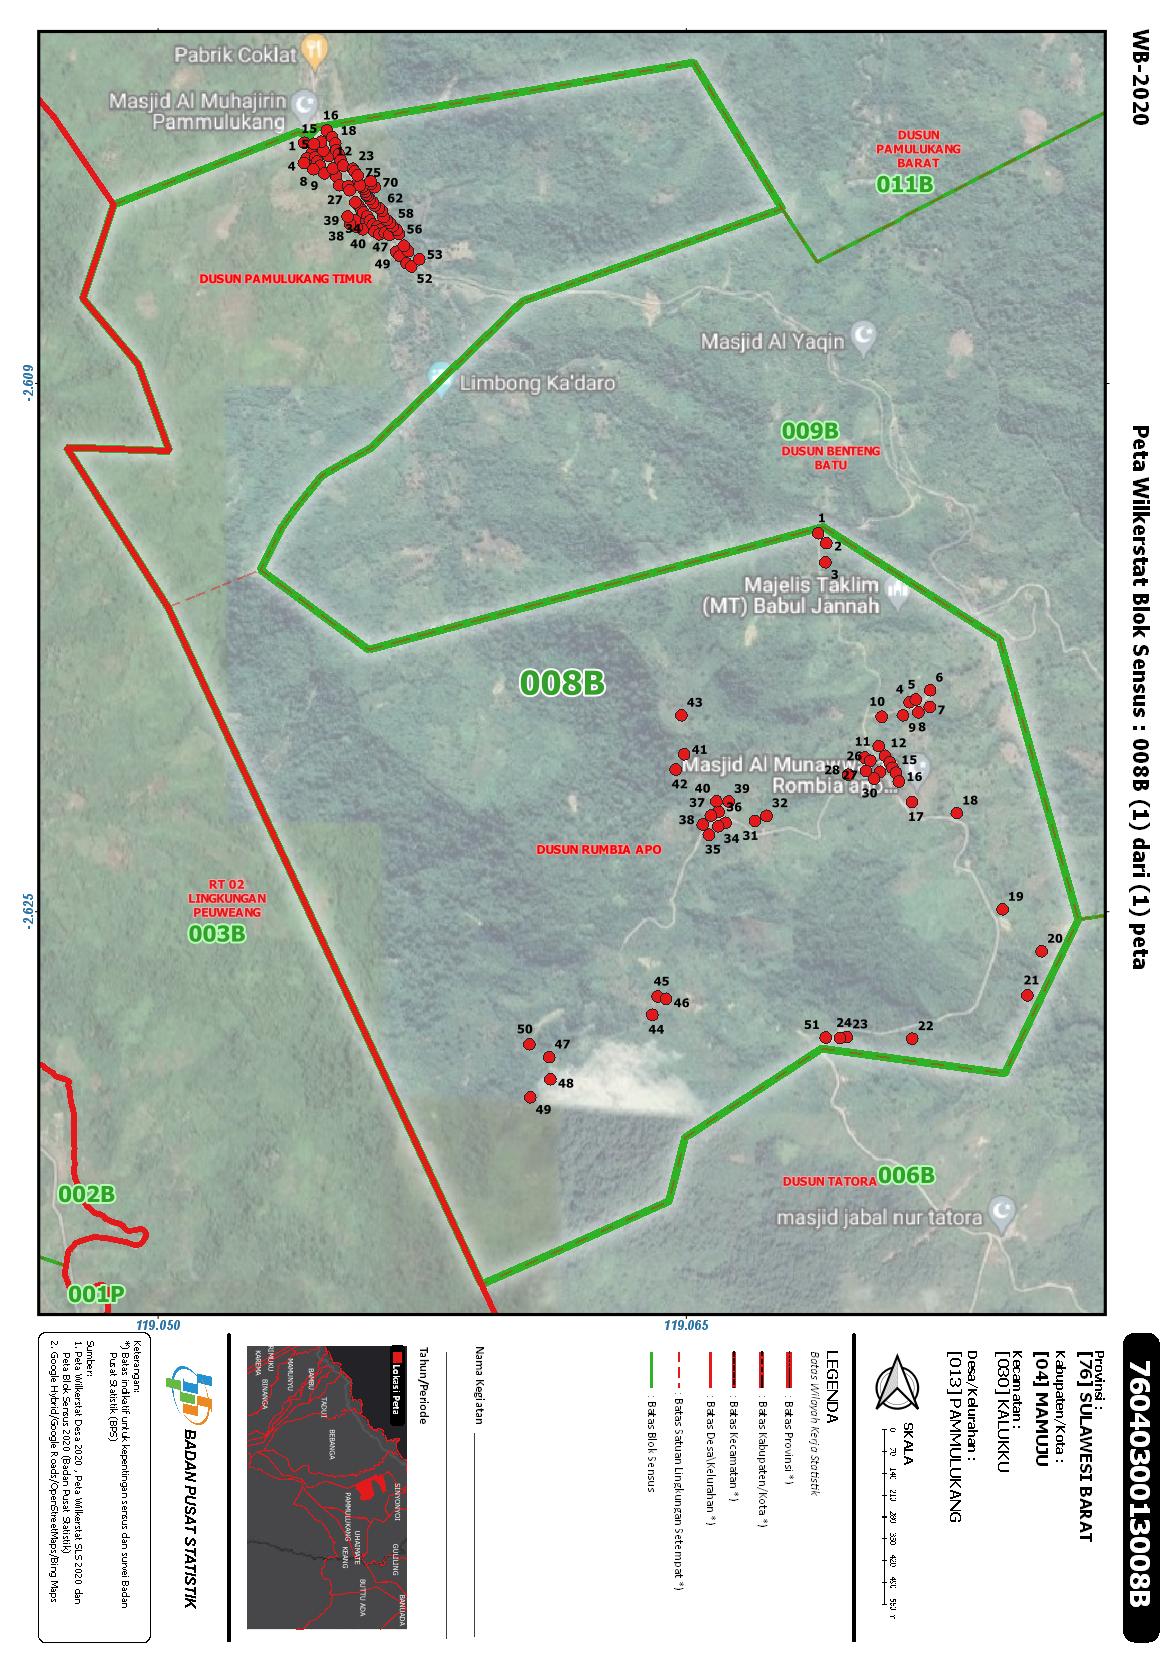 WB-2020
Peta Wilkerstat Blok Sensus : 008B (1) dari (1) peta
Pabrik Coklat
Masjid Al Muhajirin
Pammulukang
16
15
18
1
5
12
4
23
8
9
75
70
27
62
39
34
58
38
40
56
47
49
53
52
DUSUN PAMULUKANG TIMUR
DUSUN
PAMULUKANG
BARAT
011B
Masjid Al Yaqin
Limbong Ka'daro
-2.609
009B
DUSUN BENTENG
BATU
1
2
3
Majelis Taklim
(MT) Babul Jannah
008B
6
5
4
43
10
7
9
8
41
11
12
26
Masjid Al Munaww
Rombia apo...
15
28
27
16
42
30
40
39
37
36
32
18
38
17
34
31
35
DUSUN RUMBIA APO
RT 02
LINGKUNGAN
PEUWEANG
003B
-2.625
19
20
45
21
46
44
50
51
24
23
22
47
48
49
002B
DUSUN TATORA
006B
masjid jabal nur tatora
001P
119.050
119.065
7604030013008B
Provinsi :
[76] SULAWESI BARAT
Kabupaten/Kota :
[04] MAMUJU
Kecamatan :
[030] KALUKKU
Desa/Kelurahan :
[013] PAMMULUKANG
SKALA
0 70 140 210 280 350 420 490
LEGENDA
Batas Wilayah Kerja Statistik
: Batas Provinsi *)
: Batas Kabupaten/Kota *)
: Batas Kecamatan *)
: Batas Desa\Kelurahan *)
: Batas Satuan Lingkungan Setempat *)
: Batas Blok Sensus
Nama Kegiatan
Tahun/Periode
Lokasi Peta
SINYONYOI
GULILING
BANUADA
TADUI
BEBANGA
PAMMULUKANG
UHAIMATE
KEANG
BUTTU ADA
BAMBU
MAMUNYU
BINANGA
RIMUKU
KAREMA
BADAN PUSAT STATISTIK
Keterangan:
*) Batas indikatif untuk kepentingan sensus dan survei Badan
Pusat Statistik (BPS)
Sumber:
1. Peta Wilkerstat Desa 2020 , Peta Wilkerstat SLS 2020 dan
Peta Blok Sensus 2020 (Badan Pusat Statistik)
2. Google Hybrid/Google Roads/OpenStreetMaps/Bing Maps